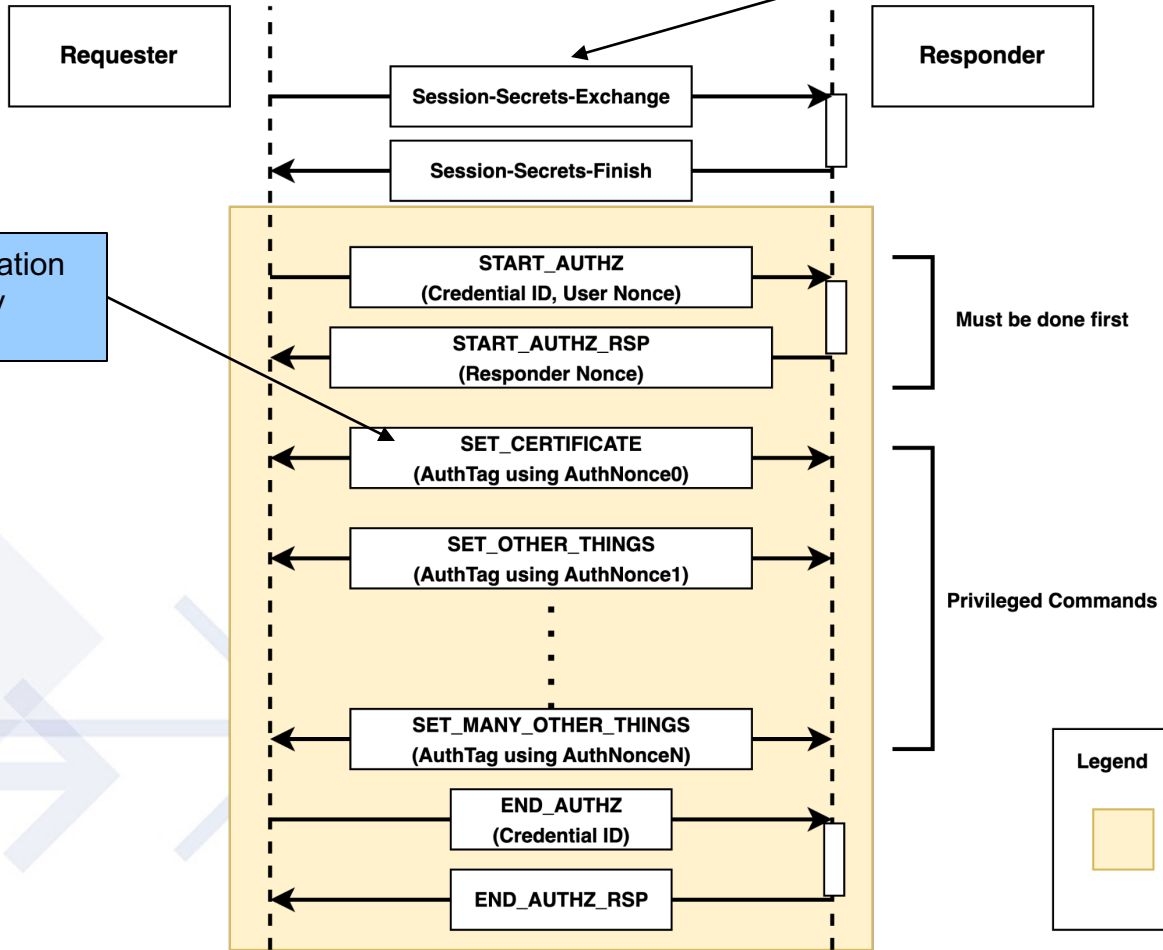 Requester
Responder
Session-Secrets-Exchange
Session-Secrets-Finish
START_AUTHZ
(Credential ID, User Nonce)
Must be done first
START_AUTHZ_RSP
(Responder Nonce)
SET_CERTIFICATE
(AuthTag using AuthNonce0)
SET_OTHER_THINGS
(AuthTag using AuthNonce1)
Privileged Commands
SET_MANY_OTHER_THINGS
(AuthTag using AuthNonceN)
Legend
END_AUTHZ
(Credential ID)
END_AUTHZ_RSP